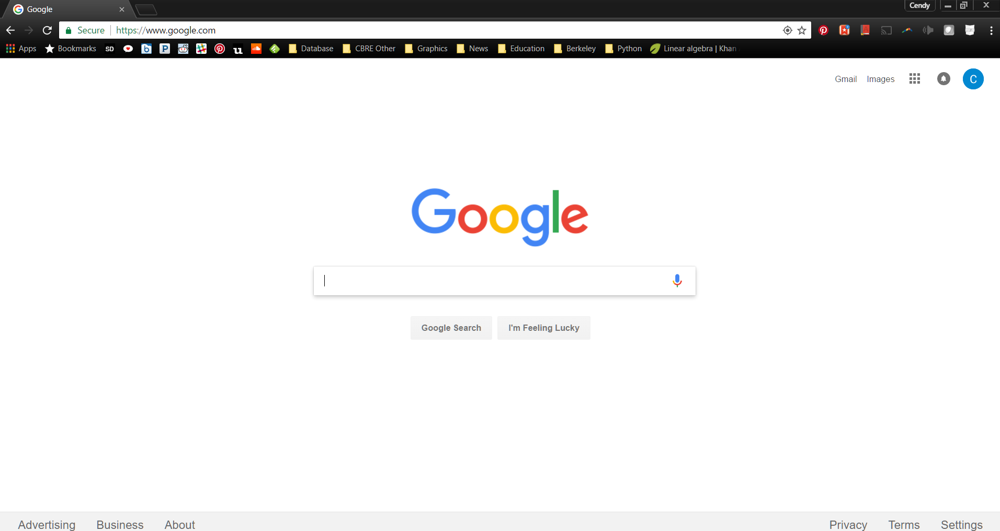 Google
Cendy
Secure https://www.google.com
Apps Bookmarks SD Database CBRE Other Graphics News Education Berkeley Python Linear algebra | Khan
Gmail Images C
Google
Google Search I'm Feeling Lucky
Advertising Business About Privacy Terms Settings